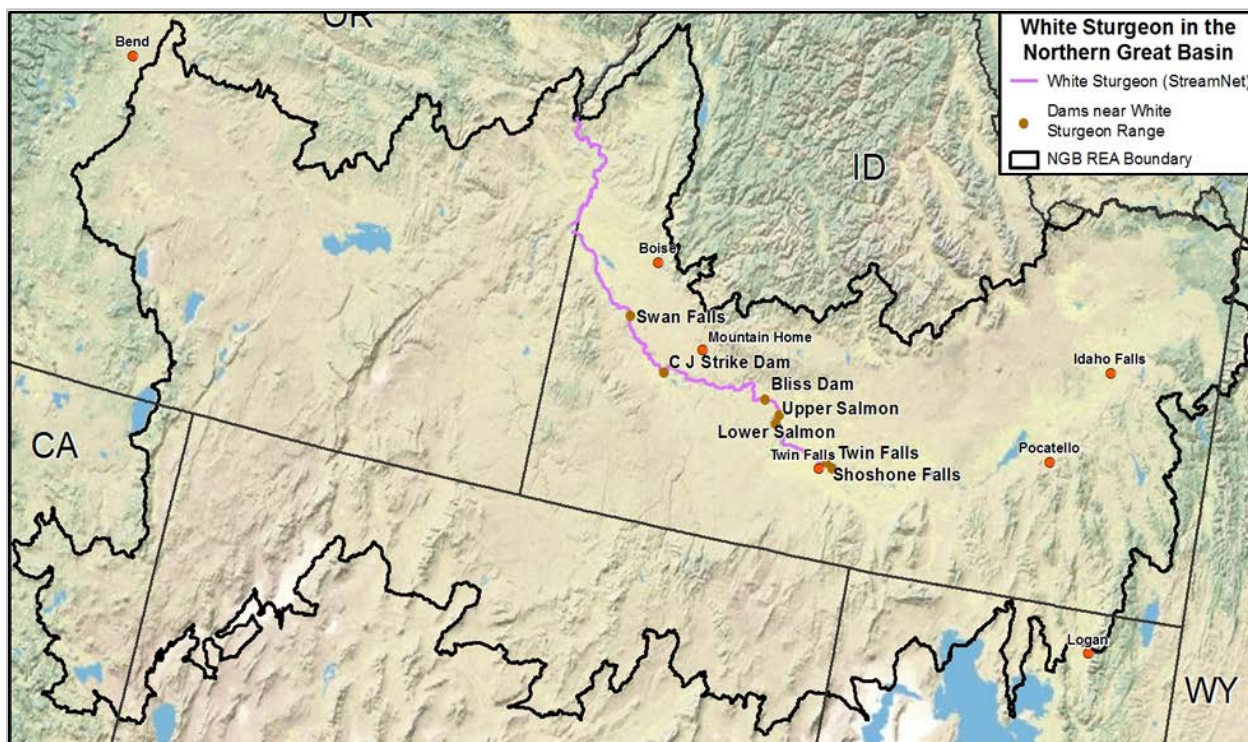 OR
Bend
White Sturgeon in the
Northern Great Basin
White Sturgeon (StreamNet)
Dams near White
Sturgeon Range
NGB REA Boundary
ID
Boise
Swan Falls
Mountain Home
C J Strike Dam
Idaho Falls
Bliss Dam
Upper Salmon
Lower Salmon
CA
Twin Falls
Twin Falls
Pocatello
Shoshone Falls
Logan
WY